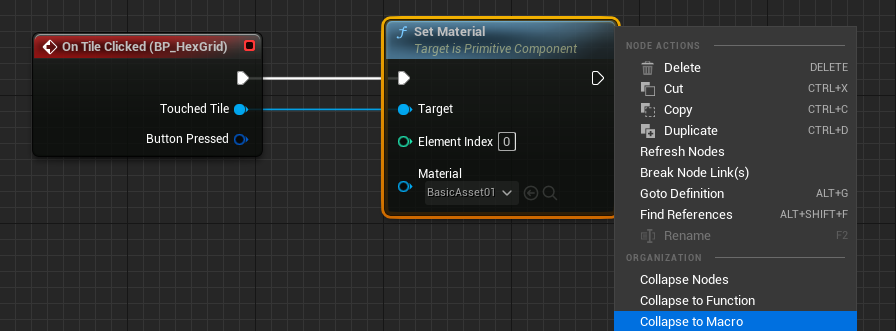 On Tile Clicked (BP_HexGrid)
Touched Tile
Button Pressed
f Set Material
Target is Primitive Component
Target
Element Index 0
Material
BasicAsset01
NODE ACTIONS
Delete DELETE
Cut CTRL+X
Copy CTRL+C
Duplicate CTRL+D
Refresh Nodes
Break Node Link(s)
Goto Definition ALT+G
Find References ALT+SHIFT+F
Rename F2
ORGANIZATION
Collapse Nodes
Collapse to Function
Collapse to Macro